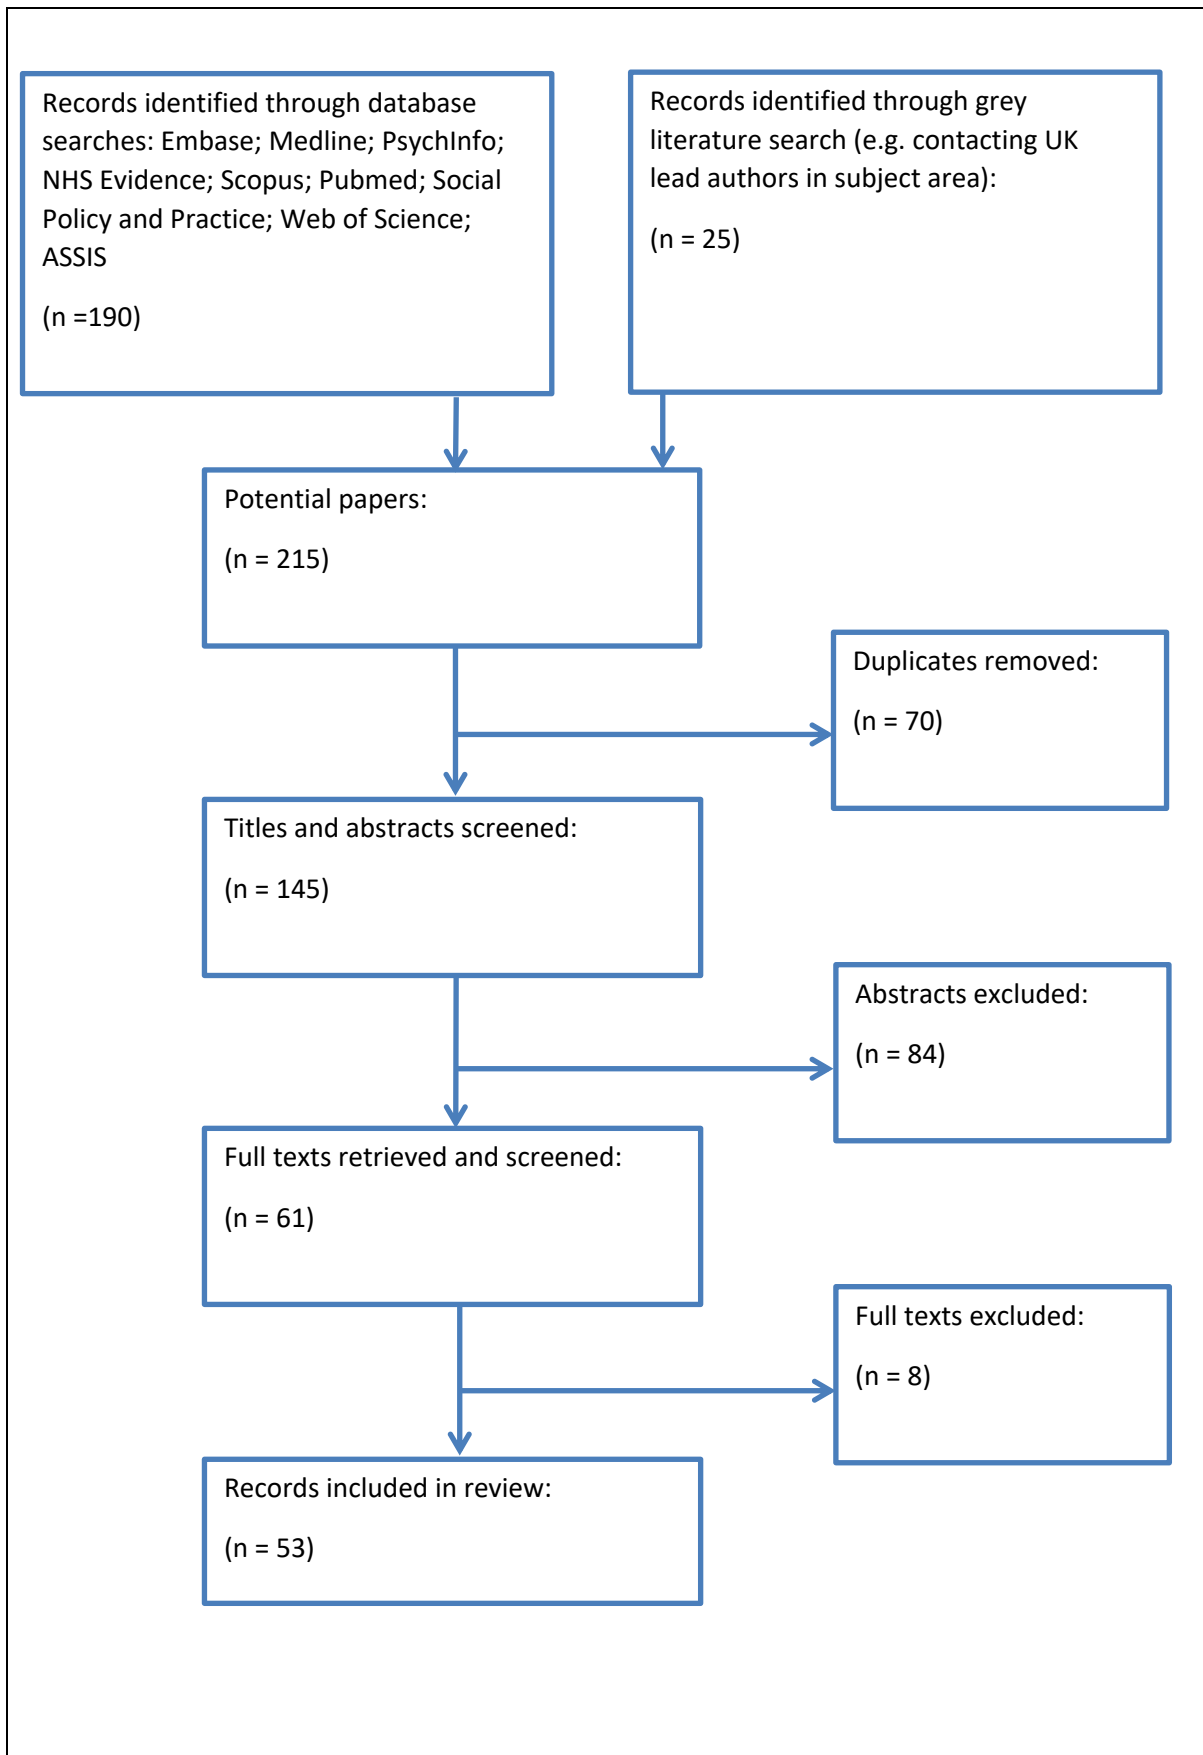 Records identified through database
searches: Embase; Medline; PsychInfo;
NHS Evidence; Scopus; Pubmed; Social
Policy and Practice; Web of Science;
ASSIS
(n =190)
Records identified through grey
literature search (e.g. contacting UK
lead authors in subject area):
(n = 25)
Potential papers:
(n = 215)
Duplicates removed:
(n = 70)
Titles and abstracts screened:
(n = 145)
Abstracts excluded:
(n = 84)
Full texts retrieved and screened:
(n = 61)
Full texts excluded:
(n = 8)
Records included in review:
(n = 53)